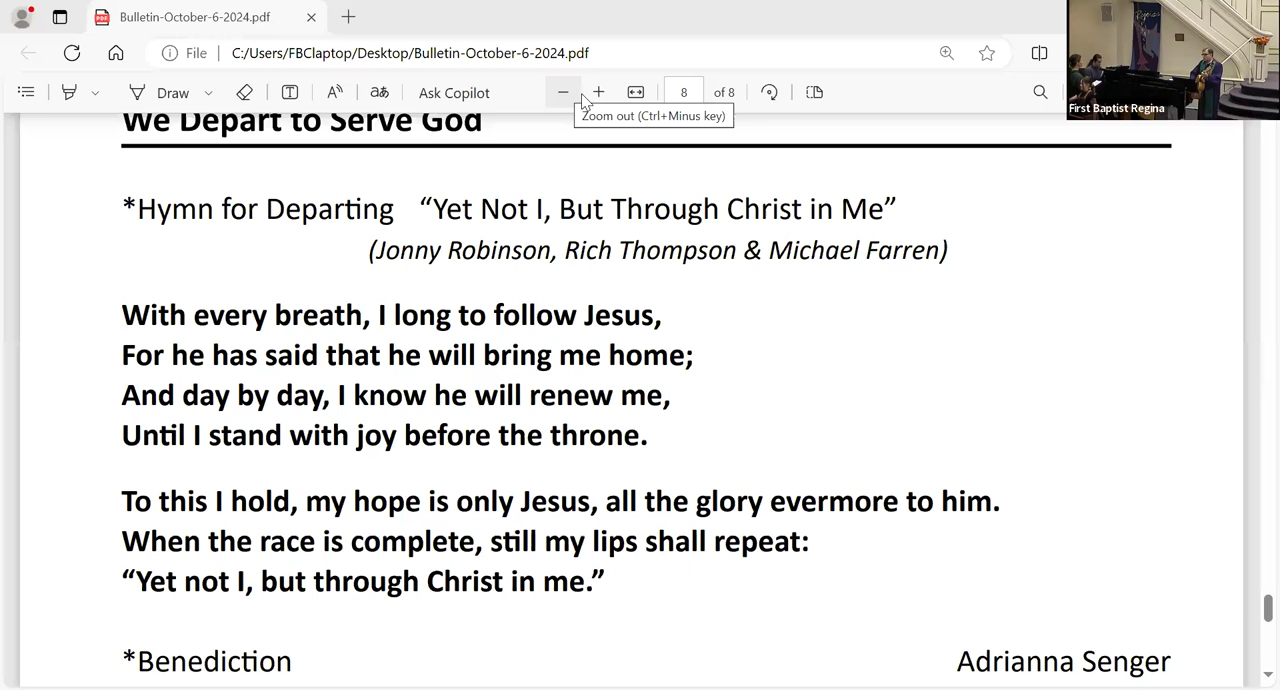 Bulletin-October-6-2024.pdf
File
C:/Users/FBClaptop/Desktop/Bulletin-October-6-2024.pdf
Draw
Ask Copilot
8
of 8
Zoom out (Ctrl+Minus key)
First Baptist Regina
We Depart to Serve God
*Hymn for Departing “Yet Not I, But Through Christ in Me”
(Jonny Robinson, Rich Thompson & Michael Farren)
With every breath, I long to follow Jesus,
For he has said that he will bring me home;
And day by day, I know he will renew me,
Until I stand with joy before the throne.
To this I hold, my hope is only Jesus, all the glory evermore to him.
When the race is complete, still my lips shall repeat:
“Yet not I, but through Christ in me.”
*Benediction Adrianna Senger